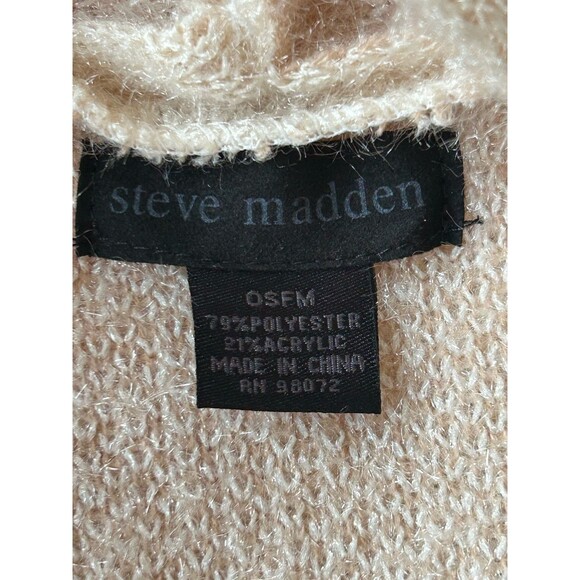 steve madden
OSFM
79%POLYESTER
21%ACRYLIC
MADE IN CHINA
RN 98072